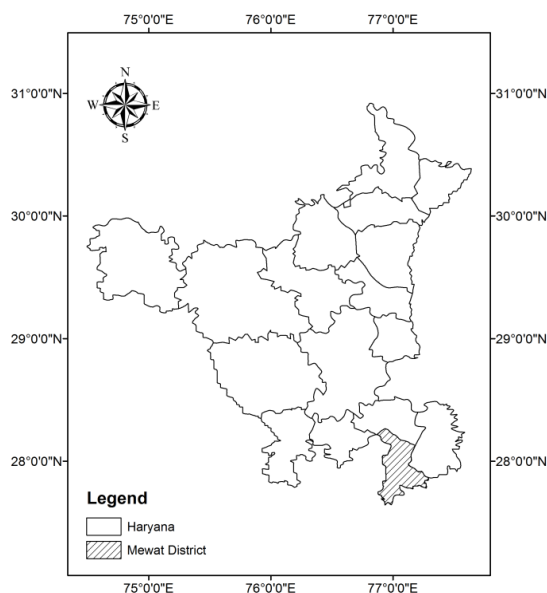 75°0'0"E 76°0'0"E 77°0'0"E
N
W E
S
31°0'0"N 31°0'0"N
30°0'0"N 30°0'0"N
29°0'0"N 29°0'0"N
28°0'0"N 28°0'0"N
Legend
Haryana
Mewat District
75°0'0"E 76°0'0"E 77°0'0"E